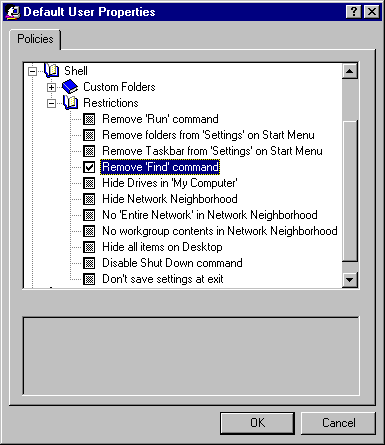 Default User Properties
Policies
Shell
Custom Folders
Restrictions
Remove 'Run' command
Remove folders from 'Settings' on Start Menu
Remove Taskbar from 'Settings' on Start Menu
Remove 'Find' command
Hide Drives in 'My Computer'
Hide Network Neighborhood
No 'Entire Network' in Network Neighborhood
No workgroup contents in Network Neighborhood
Hide all items on Desktop
Disable Shut Down command
Don't save settings at exit
OK
Cancel